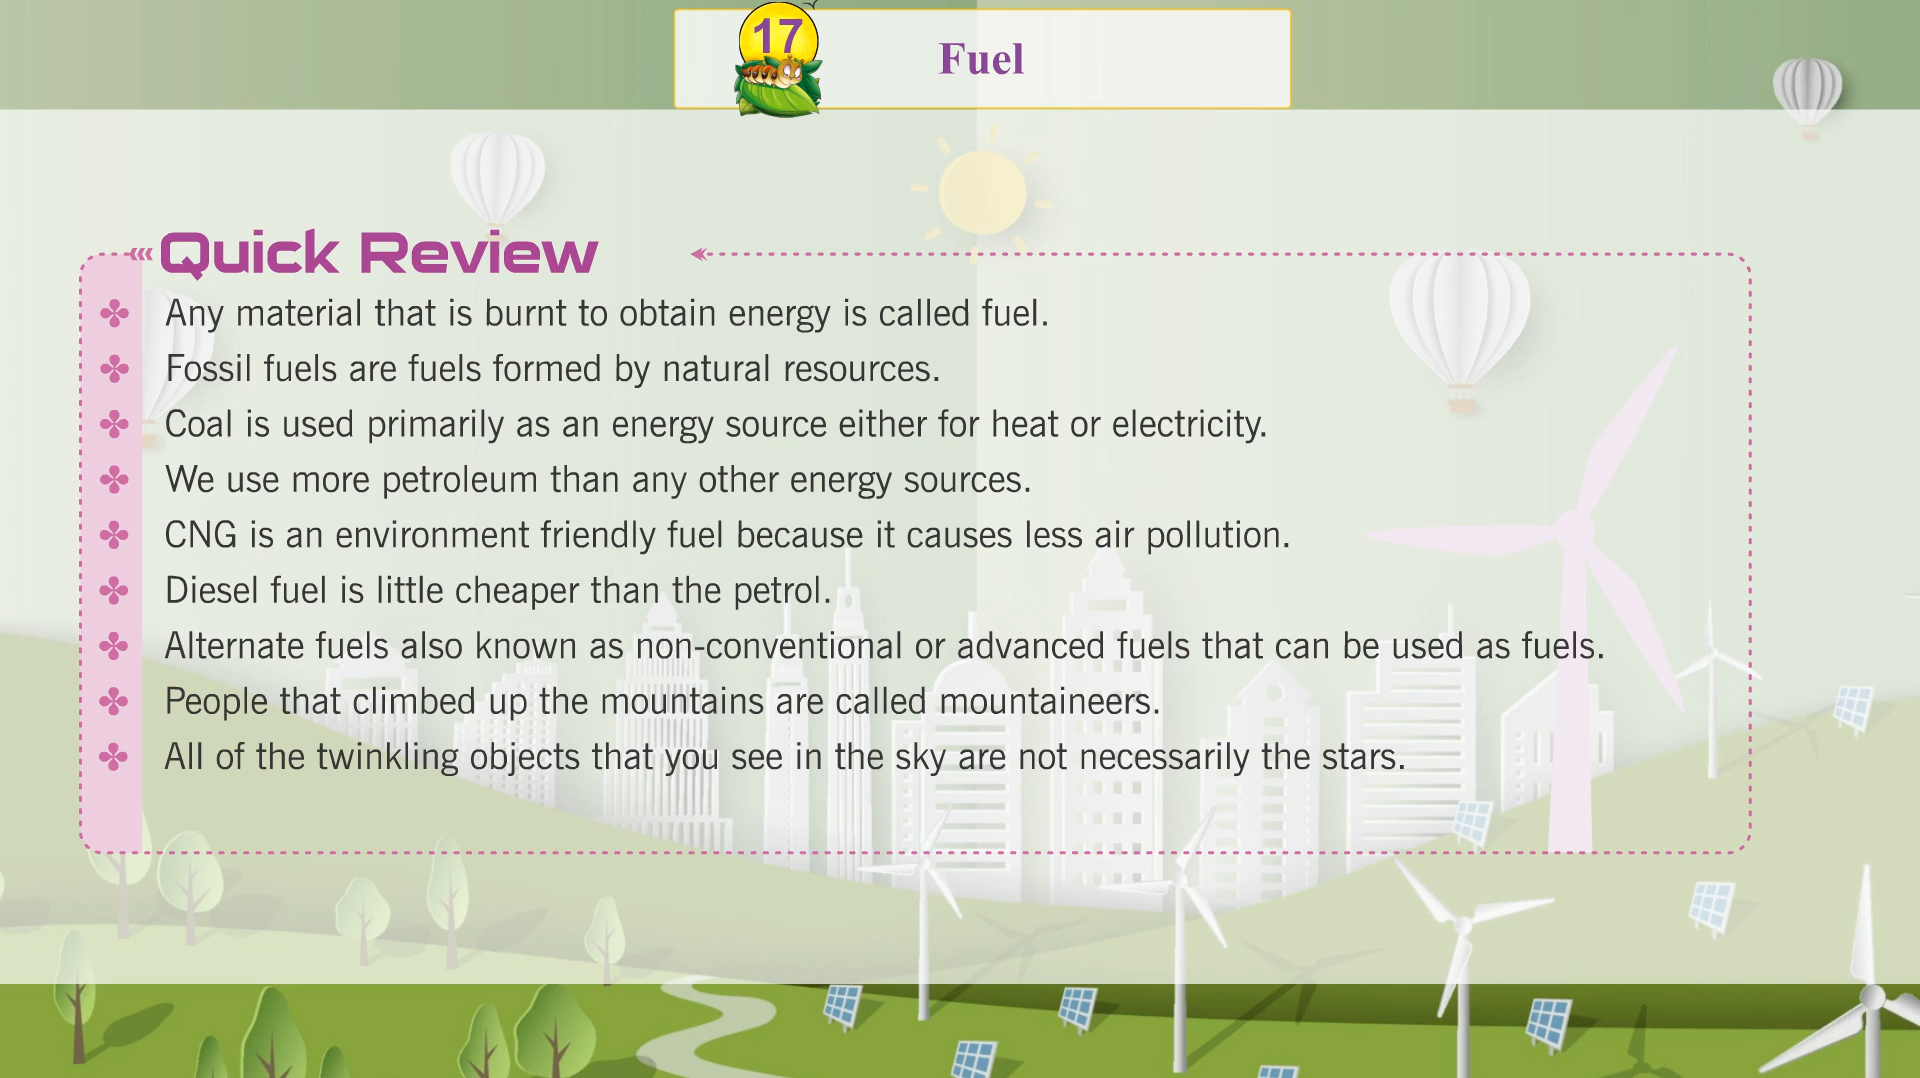 17
Fuel
Quick Review
Any material that is burnt to obtain energy is called fuel.
Fossil fuels are fuels formed by natural resources.
Coal is used primarily as an energy source either for heat or electricity.
We use more petroleum than any other energy sources.
CNG is an environment friendly fuel because it causes less air pollution.
Diesel fuel is little cheaper than the petrol.
Alternate fuels also known as non-conventional or advanced fuels that can be used as fuels.
People that climbed up the mountains are called mountaineers.
All of the twinkling objects that you see in the sky are not necessarily the stars.